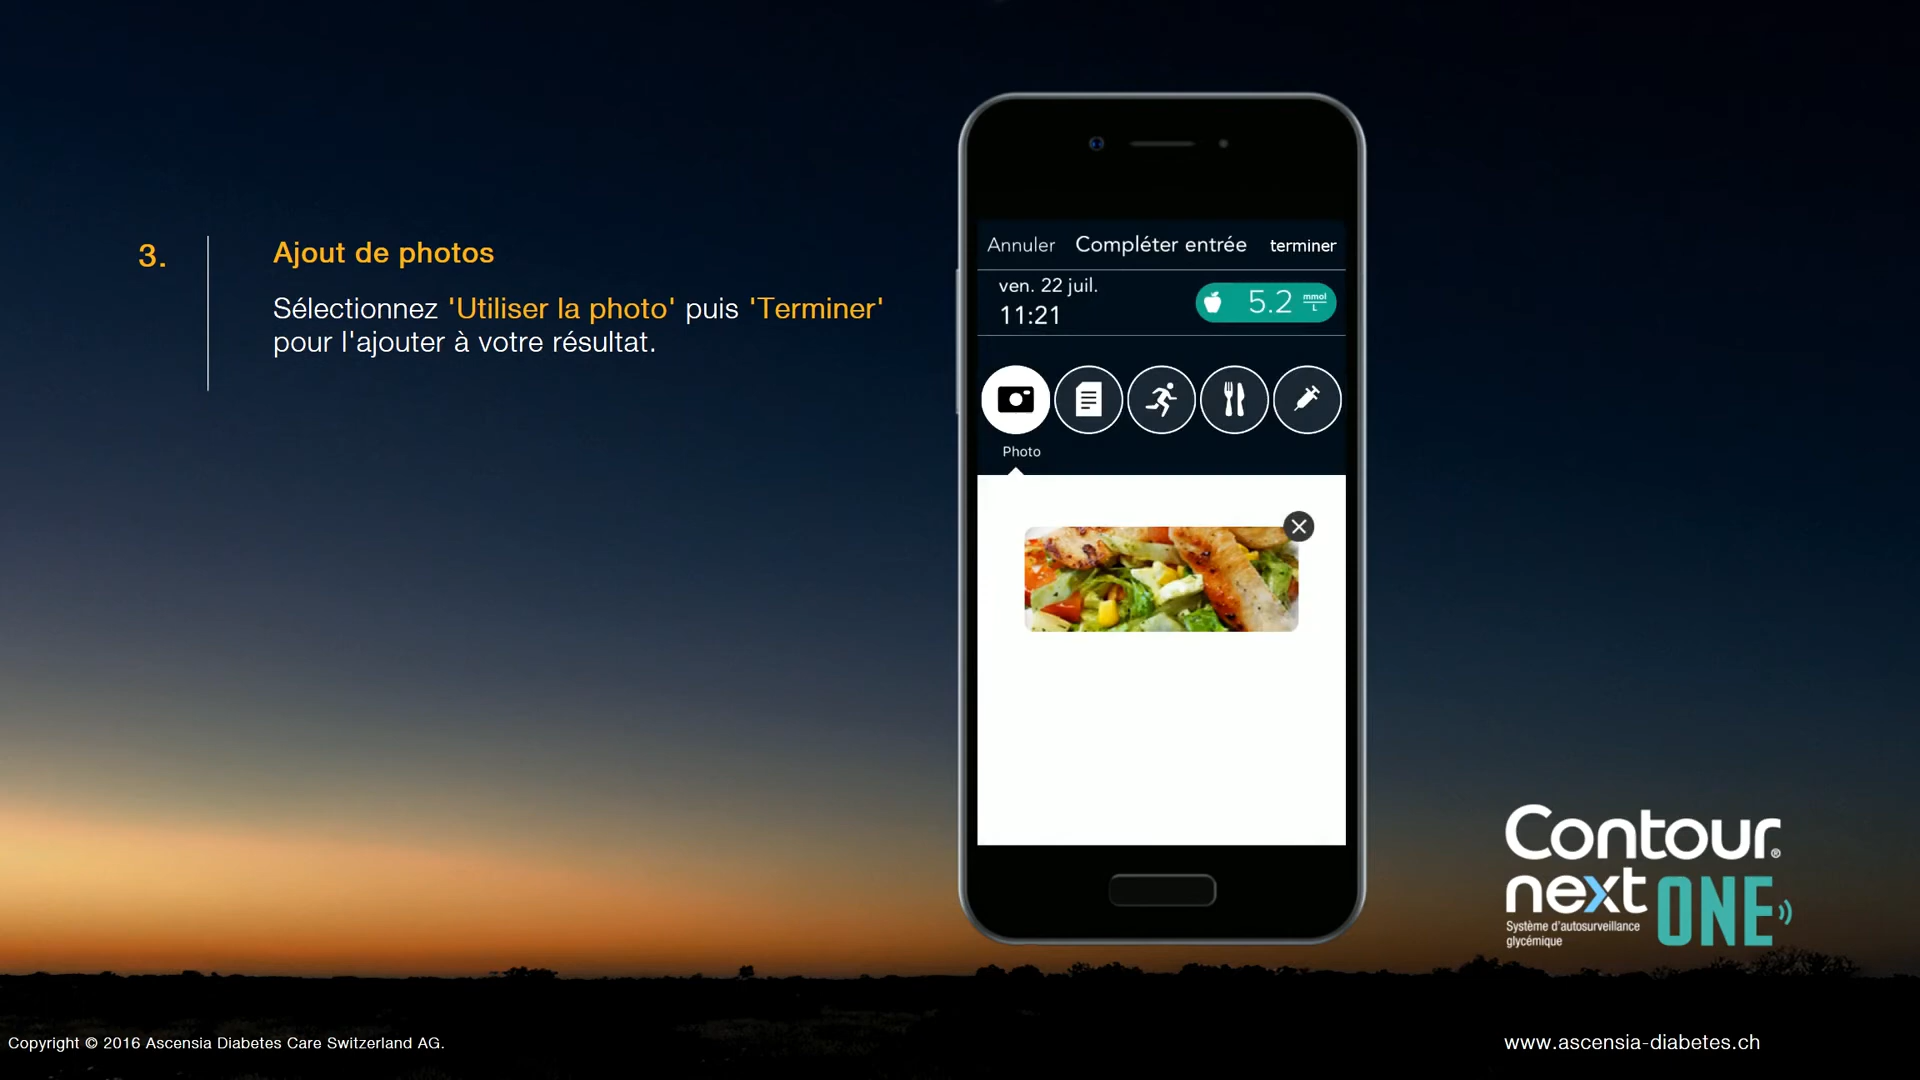 3.
Ajout de photos
Sélectionnez 'Utiliser la photo' puis 'Terminer'
pour l'ajouter à votre résultat.
Annuler Compléter entrée terminer
ven. 22 juil.
11:21
5.2 mmol/L
Photo
Contour®
next ONE
Système d'autosurveillance
glycémique
Copyright © 2016 Ascensia Diabetes Care Switzerland AG.
www.ascensia-diabetes.ch